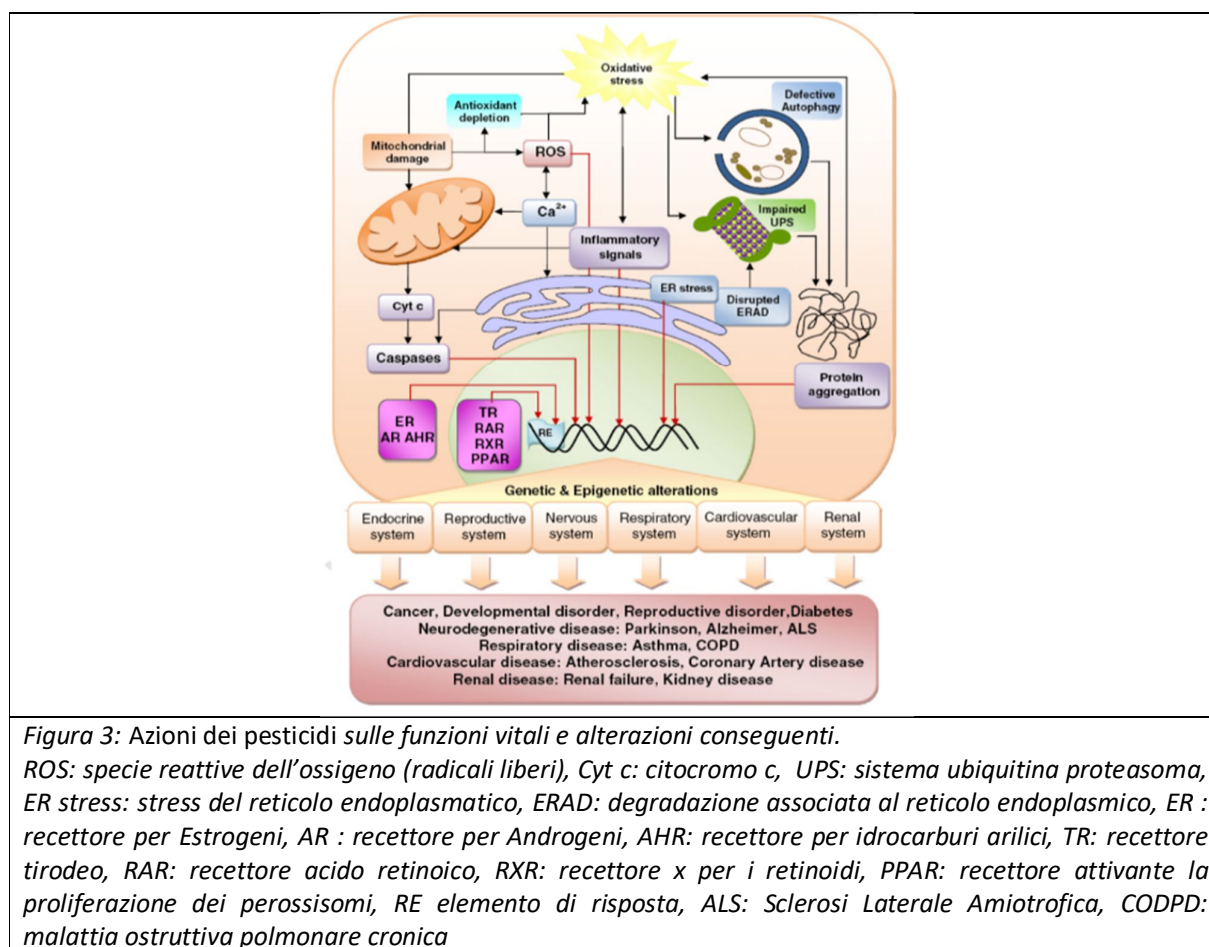 Oxidative
stress
Defective
Autophagy
Antioxidant
depletion
Mitochondrial
damage
ROS
Ca²⁺
Impaired
UPS
Inflammatory
signals
ER stress
Disrupted
ERAD
Cyt c
Caspases
Protein
aggregation
ER
AR AHR
TR
RAR
RXR
PPAR
RE
Genetic & Epigenetic alterations
Endocrine
system
Reproductive
system
Nervous
system
Respiratory
system
Cardiovascular
system
Renal
system
Cancer, Developmental disorder, Reproductive disorder,Diabetes
Neurodegenerative disease: Parkinson, Alzheimer, ALS
Respiratory disease: Asthma, COPD
Cardiovascular disease: Atherosclerosis, Coronary Artery disease
Renal disease: Renal failure, Kidney disease
Figura 3: Azioni dei pesticidi sulle funzioni vitali e alterazioni conseguenti.
ROS: specie reattive dell’ossigeno (radicali liberi), Cyt c: citocromo c, UPS: sistema ubiquitina proteasoma,
ER stress: stress del reticolo endoplasmatico, ERAD: degradazione associata al reticolo endoplasmico, ER :
recettore per Estrogeni, AR : recettore per Androgeni, AHR: recettore per idrocarburi arilici, TR: recettore
tirodeo, RAR: recettore acido retinoico, RXR: recettore x per i retinoidi, PPAR: recettore attivante la
proliferazione dei perossisomi, RE elemento di risposta, ALS: Sclerosi Laterale Amiotrofica, CODPD:
malattia ostruttiva polmonare cronica